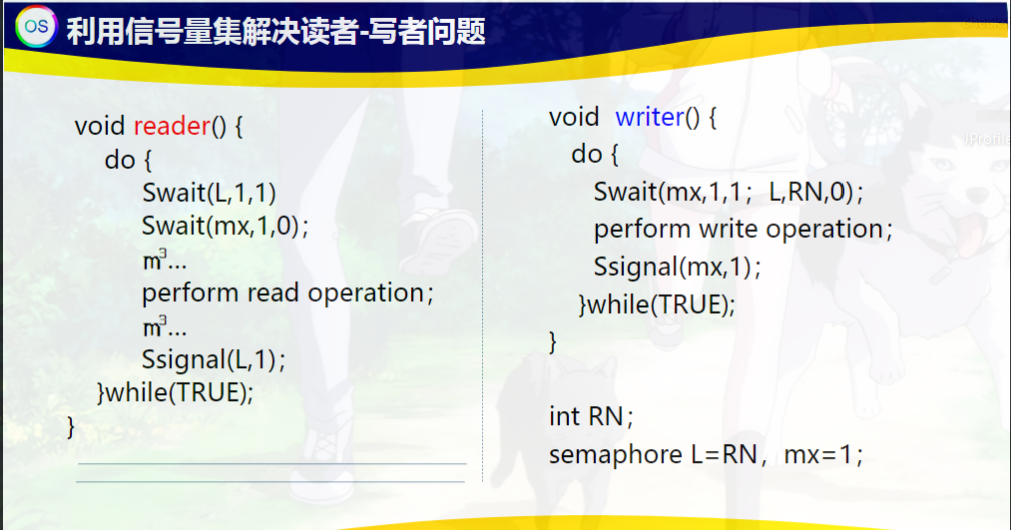 OS
利用信号量集解决读者-写者问题
void reader() {
do {
Swait(L,1,1)
Swait(mx,1,0);
m³...
perform read operation;
m³...
Ssignal(L,1);
}while(TRUE);
}
void writer() {
do {
Swait(mx,1,1; L,RN,0);
perform write operation;
Ssignal(mx,1);
}while(TRUE);
}
int RN;
semaphore L=RN, mx=1;